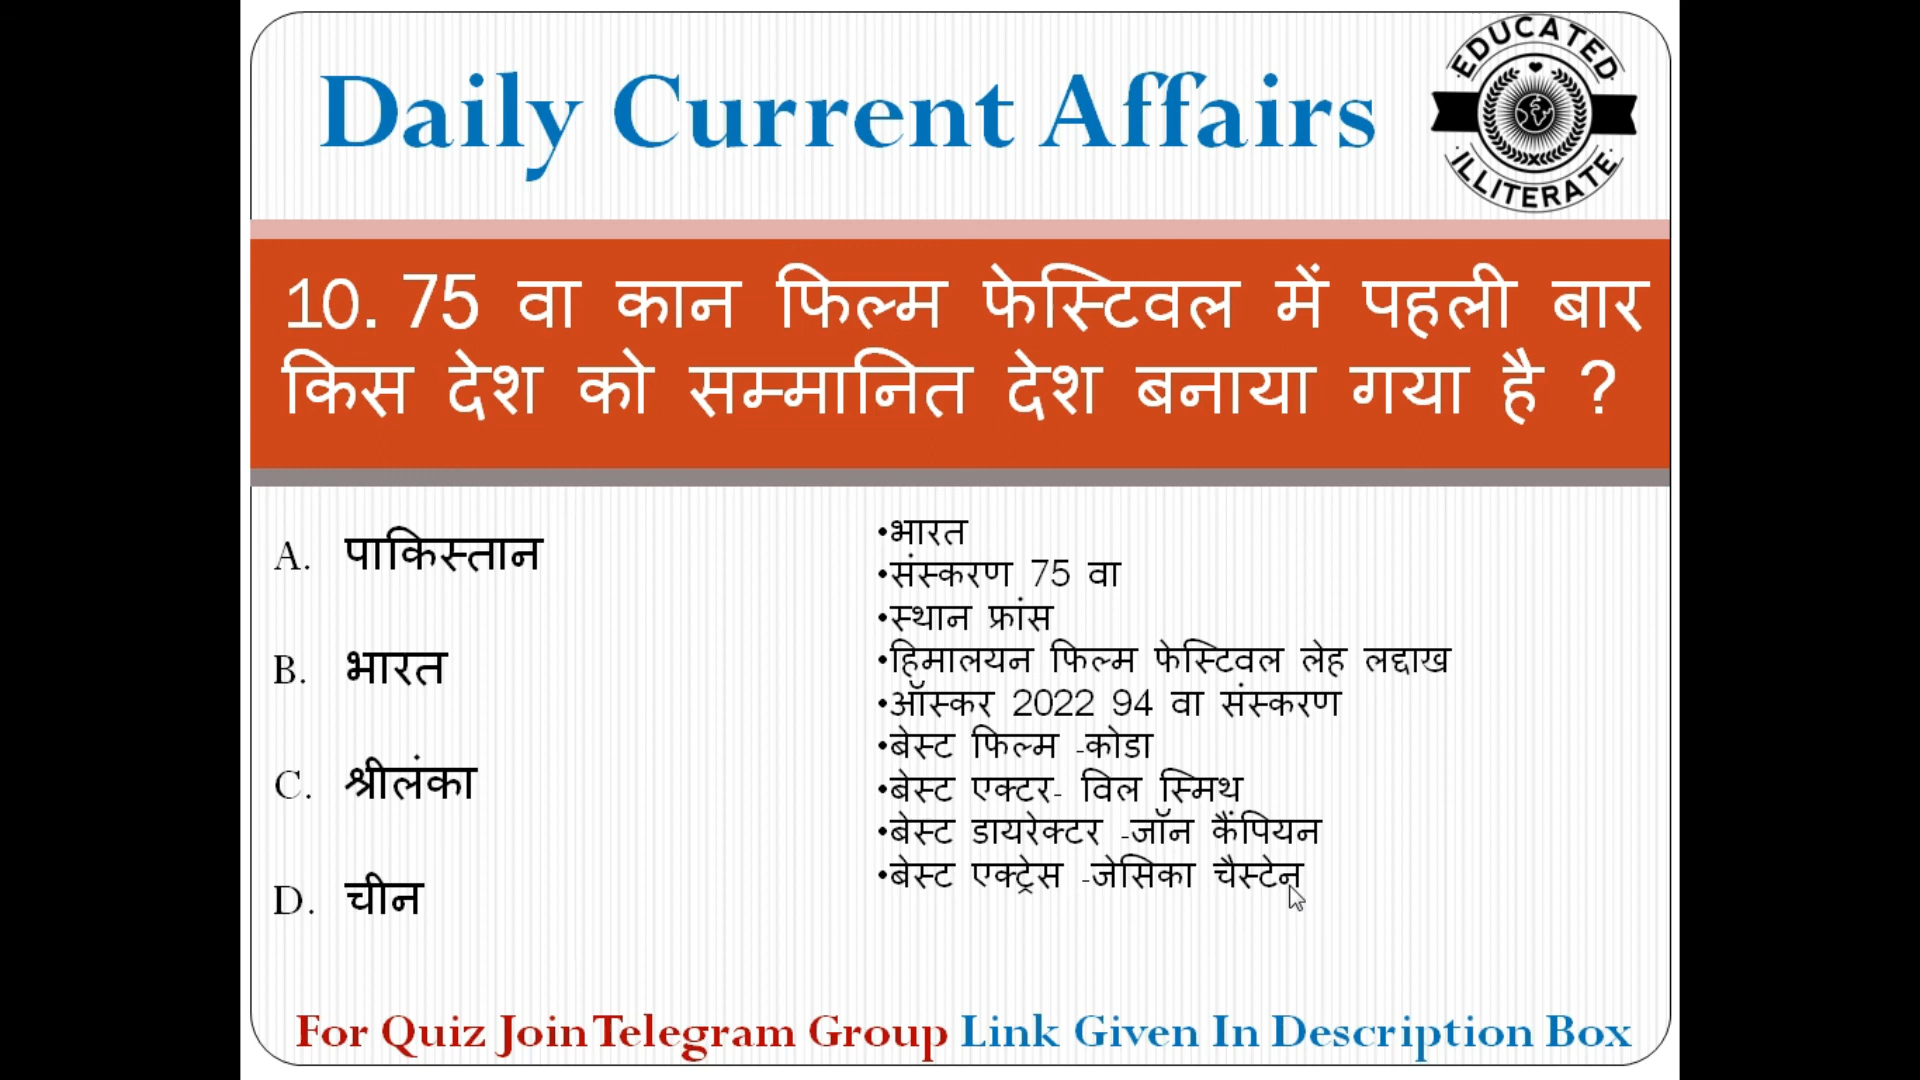 Daily Current Affairs
EDUCATED
ILLITERATE
10. 75 वा कान फिल्म फेस्टिवल में पहली बार
किस देश को सम्मानित देश बनाया गया है ?
A. पाकिस्तान
B. भारत
C. श्रीलंका
D. चीन
•भारत
•संस्करण 75 वा
•स्थान फ्रांस
•हिमालयन फिल्म फेस्टिवल लेह लद्दाख
•ऑस्कर 2022 94 वा संस्करण
•बेस्ट फिल्म -कोडा
•बेस्ट एक्टर- विल स्मिथ
•बेस्ट डायरेक्टर -जॉन कैंपियन
•बेस्ट एक्ट्रेस -जेसिका चैस्टेन
For Quiz Join Telegram Group Link Given In Description Box